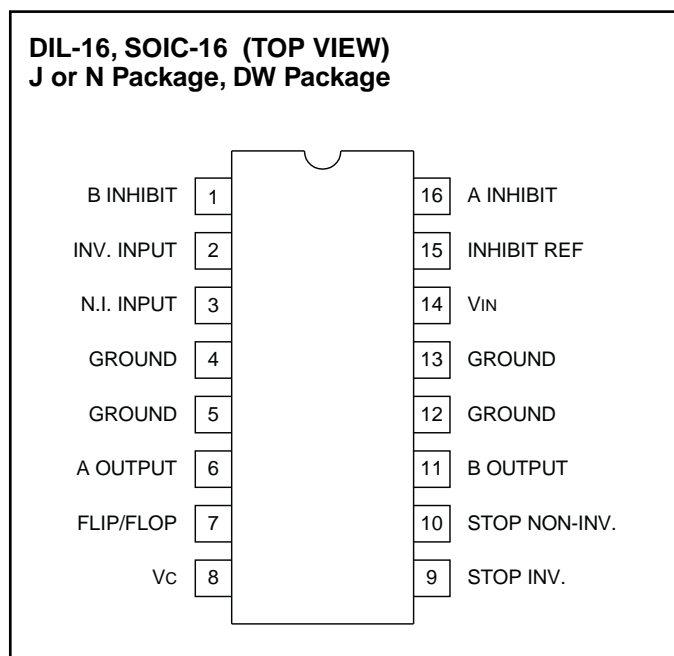 DIL-16, SOIC-16 (TOP VIEW)
J or N Package, DW Package
B INHIBIT 1 16 A INHIBIT
INV. INPUT 2 15 INHIBIT REF
N.I. INPUT 3 14 VIN
GROUND 4 13 GROUND
GROUND 5 12 GROUND
A OUTPUT 6 11 B OUTPUT
FLIP/FLOP 7 10 STOP NON-INV.
VC 8 9 STOP INV.